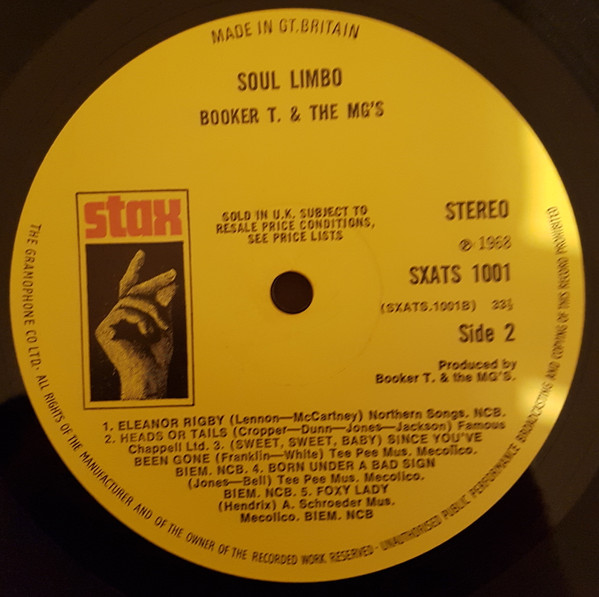 MADE IN GT. BRITAIN
SOUL LIMBO
BOOKER T. & THE MG'S
stax
SOLD IN U.K. SUBJECT TO
RESALE PRICE CONDITIONS,
SEE PRICE LISTS
STEREO
℗ 1968
SXATS 1001
(SXATS.1001B) 33⅓
Side 2
Produced by
Booker T. & the MG'S.
1. ELEANOR RIGBY (Lennon—McCartney) Northern Songs. NCB.
2. HEADS OR TAILS (Cropper—Dunn—Jones—Jackson) Famous
Chappell Ltd. 3. (SWEET, SWEET, BABY) SINCE YOU'VE
BEEN GONE (Franklin—White) Tee Pee Mus. Mecolico.
BIEM. NCB. 4. BORN UNDER A BAD SIGN
(Jones—Bell) Tee Pee Mus. Mecolico.
BIEM. NCB. 5. FOXY LADY
(Hendrix) A. Schroeder Mus.
Mecolico. BIEM. NCB
THE GRAMOPHONE CO LTD. · ALL RIGHTS OF THE MANUFACTURER AND OF THE OWNER OF THE RECORDED WORK RESERVED · UNAUTHORISED PUBLIC PERFORMANCE BROADCASTING AND COPYING OF THIS RECORD PROHIBITED